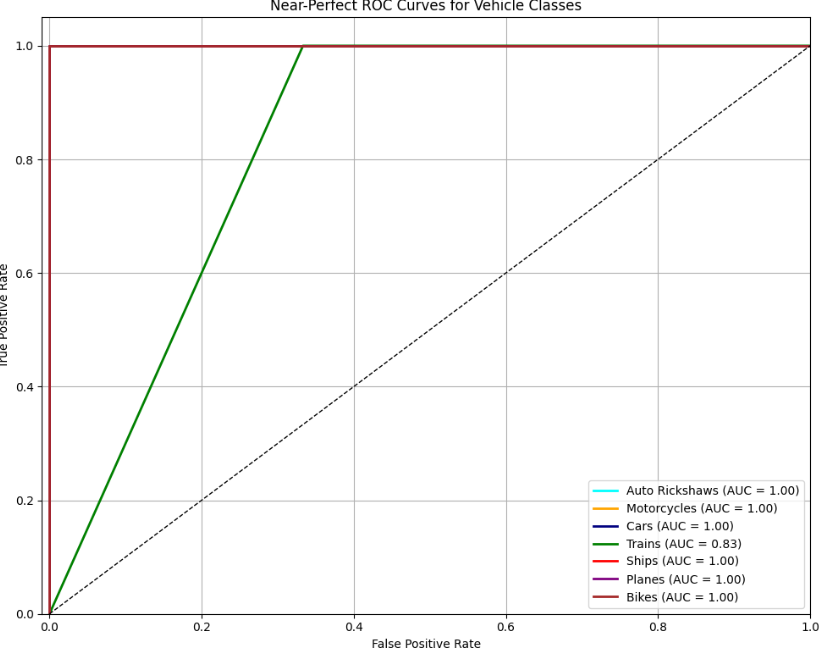 Near-Perfect ROC Curves for Vehicle Classes
True Positive Rate
1.0
0.8
0.6
0.4
0.2
0.0
Auto Rickshaws (AUC = 1.00)
Motorcycles (AUC = 1.00)
Cars (AUC = 1.00)
Trains (AUC = 0.83)
Ships (AUC = 1.00)
Planes (AUC = 1.00)
Bikes (AUC = 1.00)
0.0 0.2 0.4 0.6 0.8 1.0
False Positive Rate